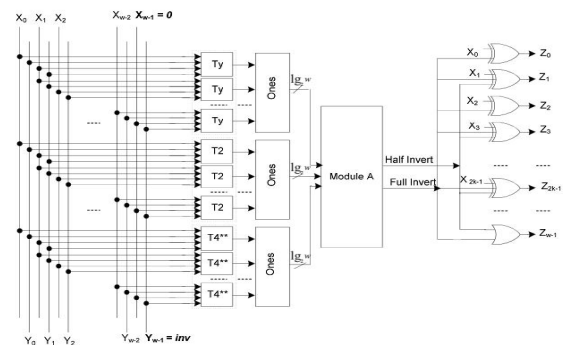 X0 X1 X2 Xw-2 Xw-1 = 0
Ty
Ty
----- -----
Ty
Ones
lg w
T2
T2
----- -----
T2
Ones
lg w
T4**
T4**
----- -----
T4**
Ones
lg w
Y0 Y1 Y2 Yw-2 Yw-1 = inv
Module A
Half Invert
Full Invert
X0 Z0
X1 Z1
X2 Z2
X3 Z3
X2k-1 Z2k-1
Zw-1